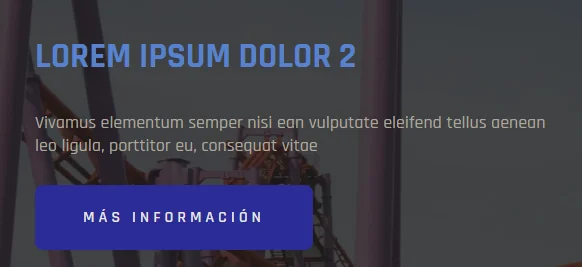 LOREM IPSUM DOLOR 2
Vivamus elementum semper nisi ean vulputate eleifend tellus aenean
leo ligula, porttitor eu, consequat vitae
MÁS INFORMACIÓN